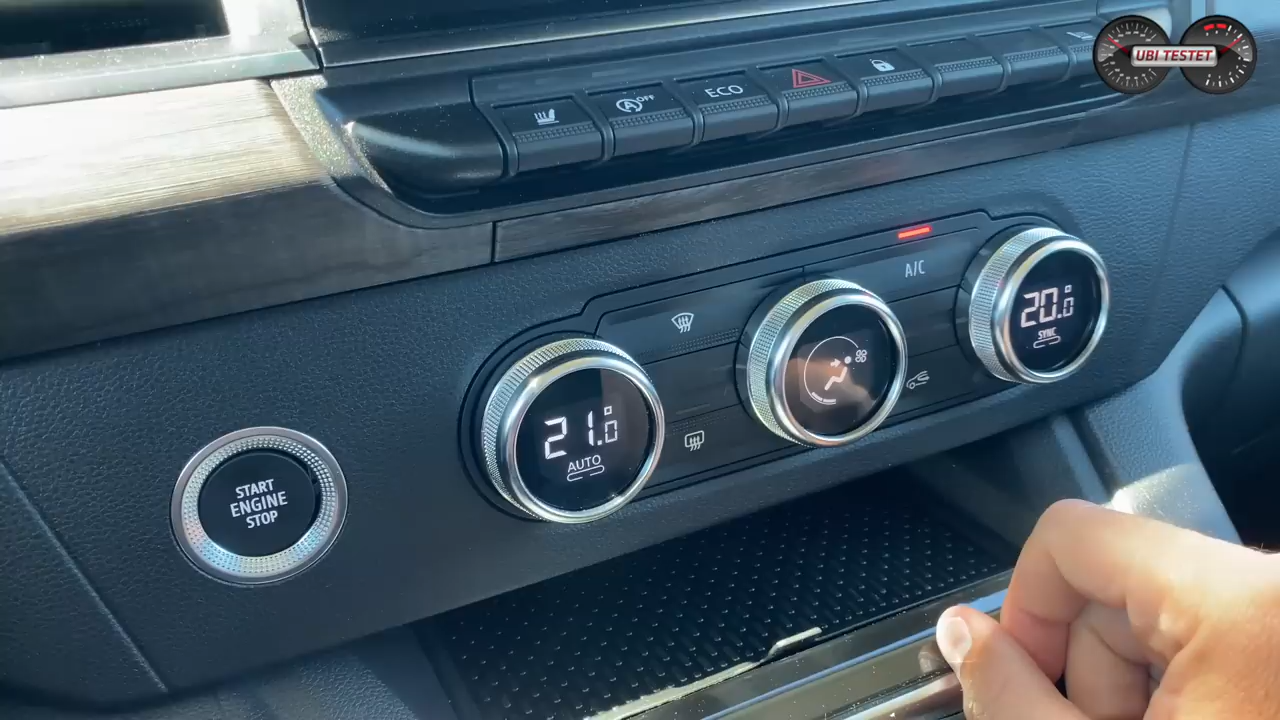 UBI TESTET
OFF
A
ECO
A/C
20.0
SYNC
21.0
AUTO
START
ENGINE
STOP